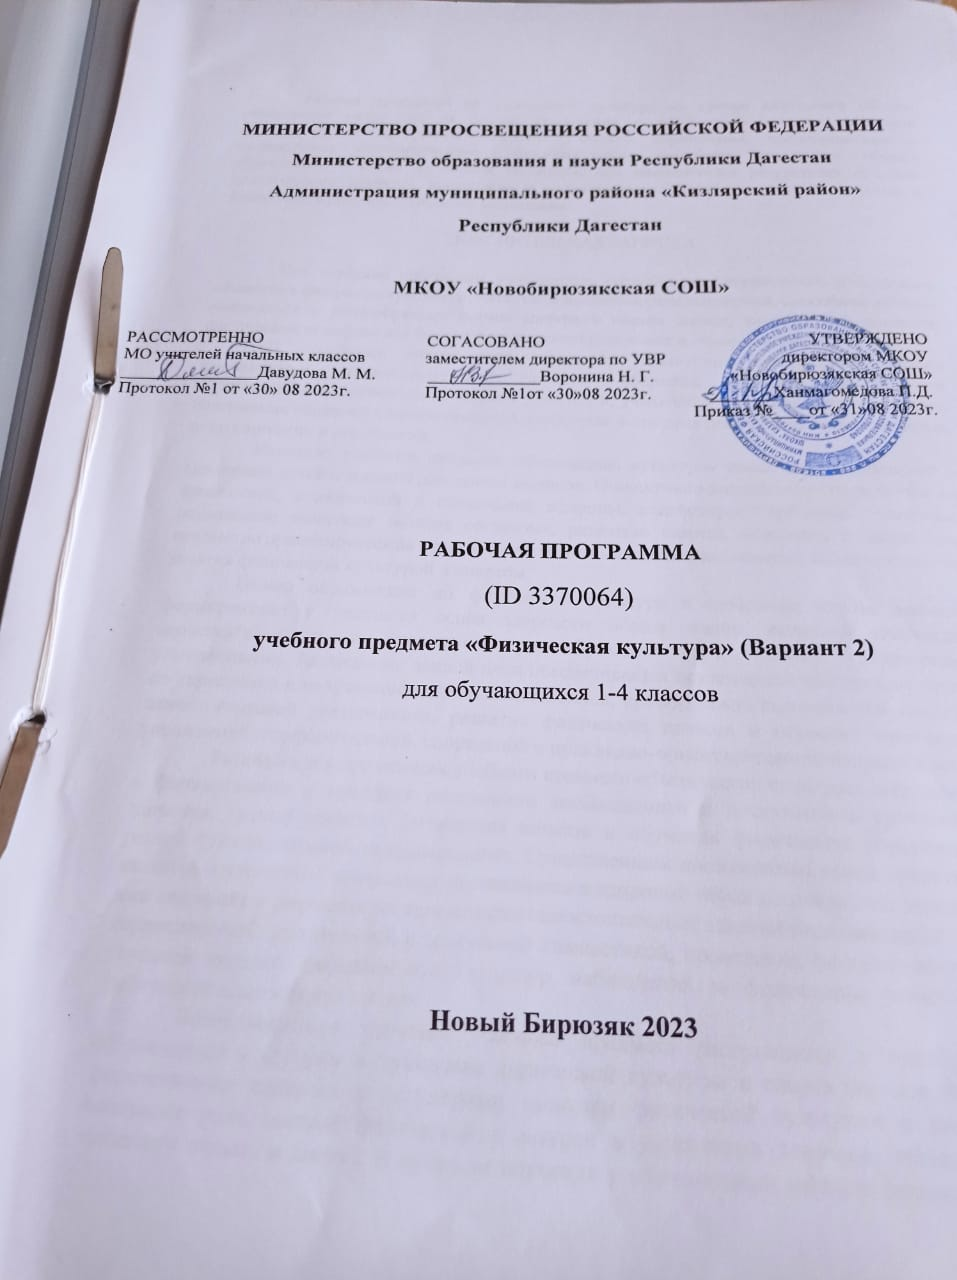 МИНИСТЕРСТВО ПРОСВЕЩЕНИЯ РОССИЙСКОЙ ФЕДЕРАЦИИ
Министерство образования и науки Республики Дагестан
Администрация муниципального района «Кизлярский район»
Республики Дагестан
МКОУ «Новобирюзякская СОШ»
РАССМОТРЕННО
МО учителей начальных классов
Давудова М. М.
Протокол №1 от «30» 08 2023г.
СОГАСОВАНО
заместителем директора по УВР
Воронина Н. Г.
Протокол №1от «30»08 2023г.
УТВЕРЖДЕНО
директором МКОУ
«Новобирюзякская СОШ»
Ханмагомедова П.Д.
Приказ №____ от «31»08 2023г.
РАБОЧАЯ ПРОГРАММА
(ID 3370064)
учебного предмета «Физическая культура» (Вариант 2)
для обучающихся 1-4 классов
Новый Бирюзяк 2023